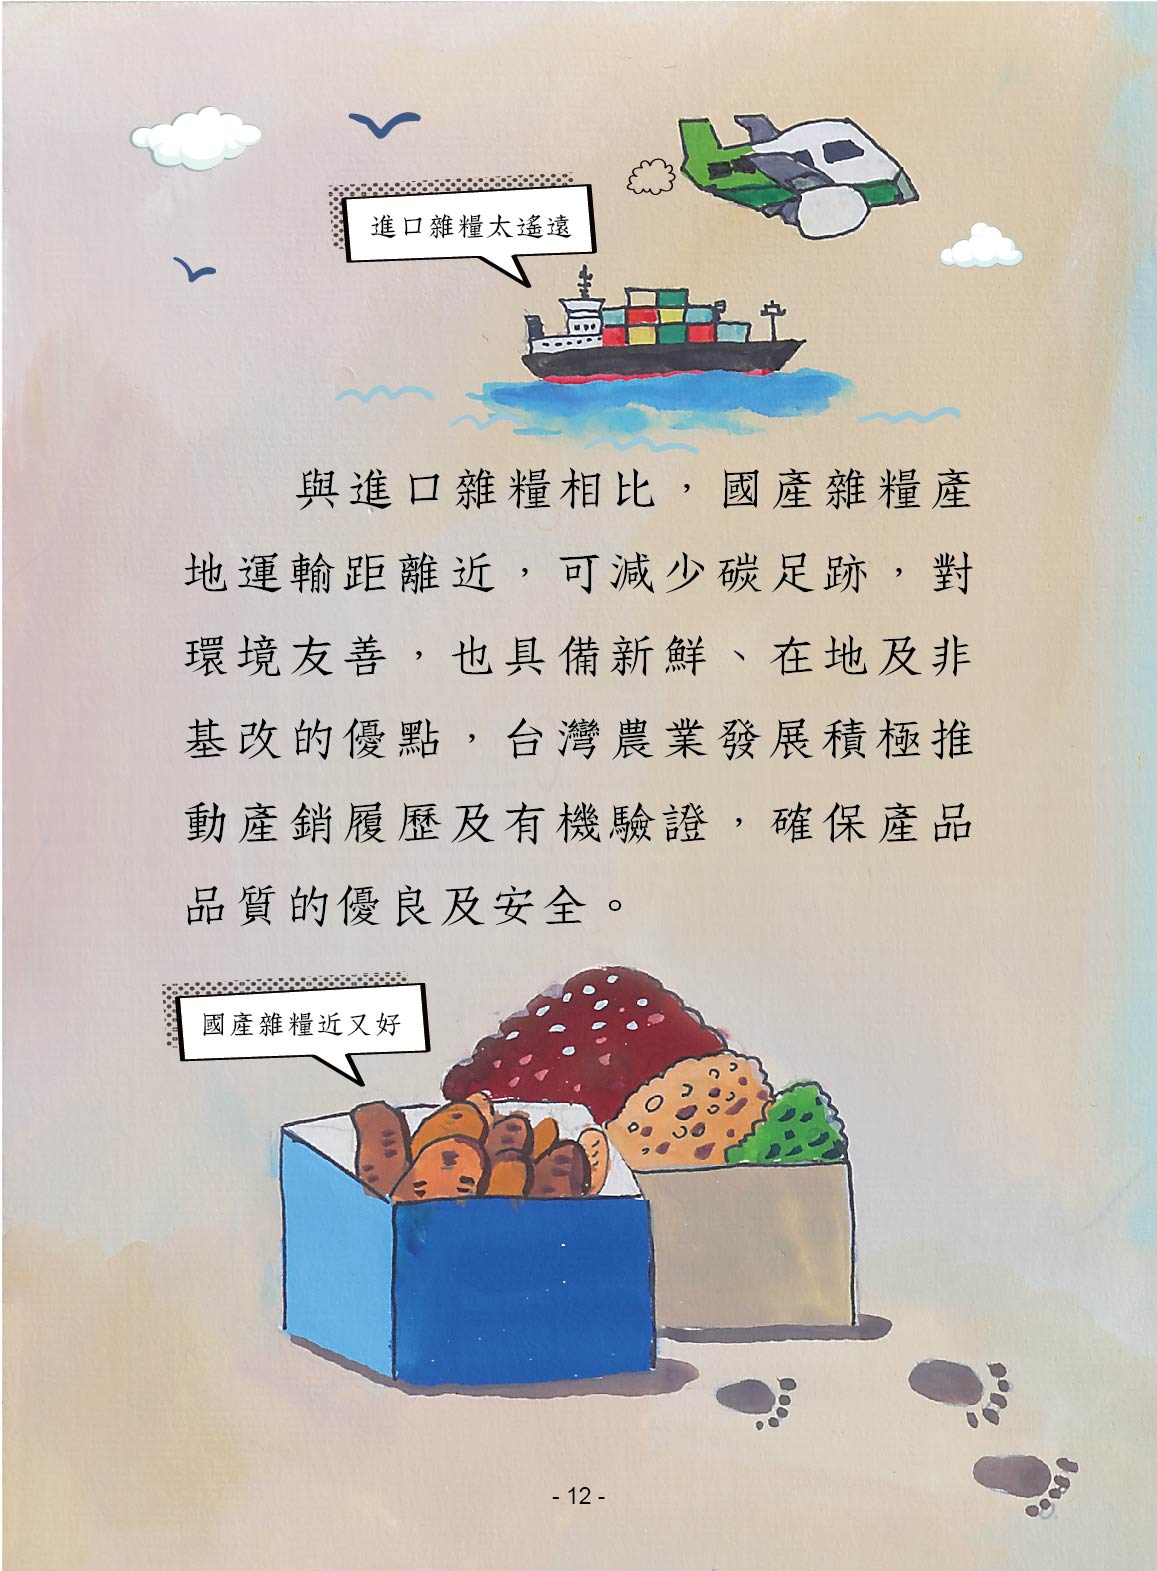 進口雜糧太遙遠
與進口雜糧相比，國產雜糧產
地運輸距離近，可減少碳足跡，對
環境友善，也具備新鮮、在地及非
基改的優點，台灣農業發展積極推
動產銷履歷及有機驗證，確保產品
品質的優良及安全。
國產雜糧近又好
- 12 -